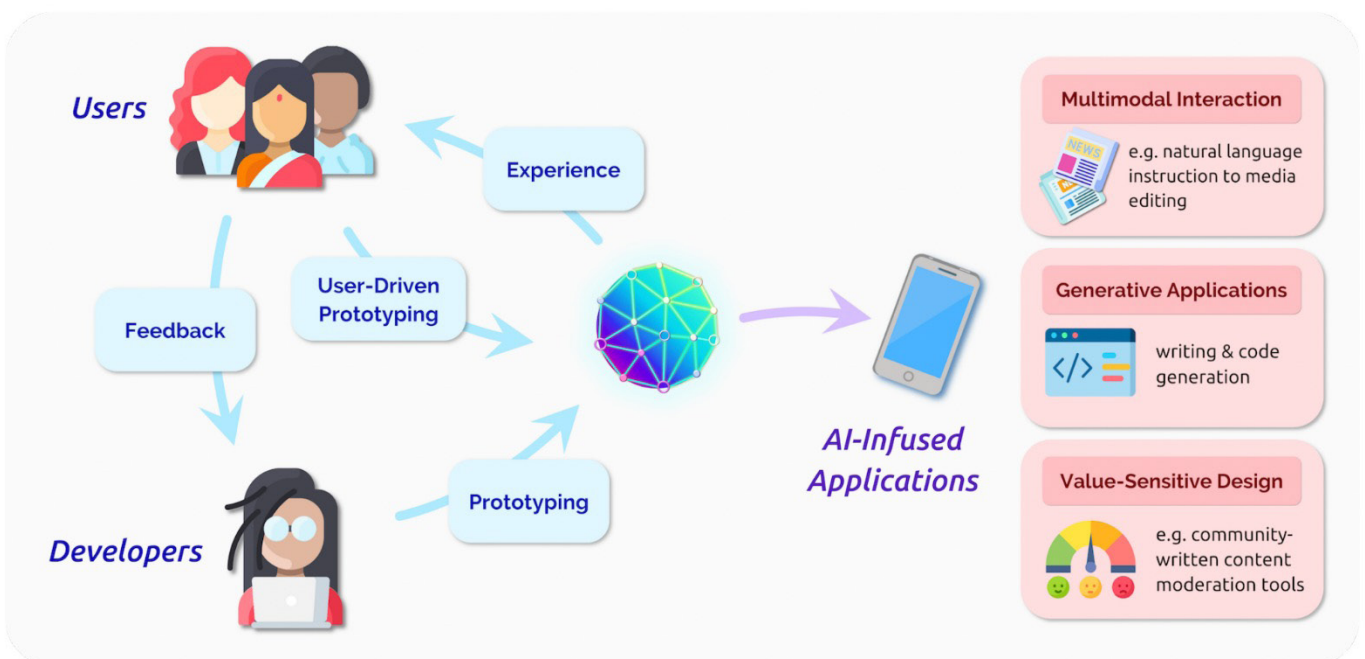 Users
Experience
User-Driven
Prototyping
Feedback
Prototyping
Developers
AI-Infused
Applications
Multimodal Interaction
NEWS
e.g. natural language
instruction to media
editing
Generative Applications
</>
writing & code
generation
Value-Sensitive Design
e.g. community-
written content
moderation tools